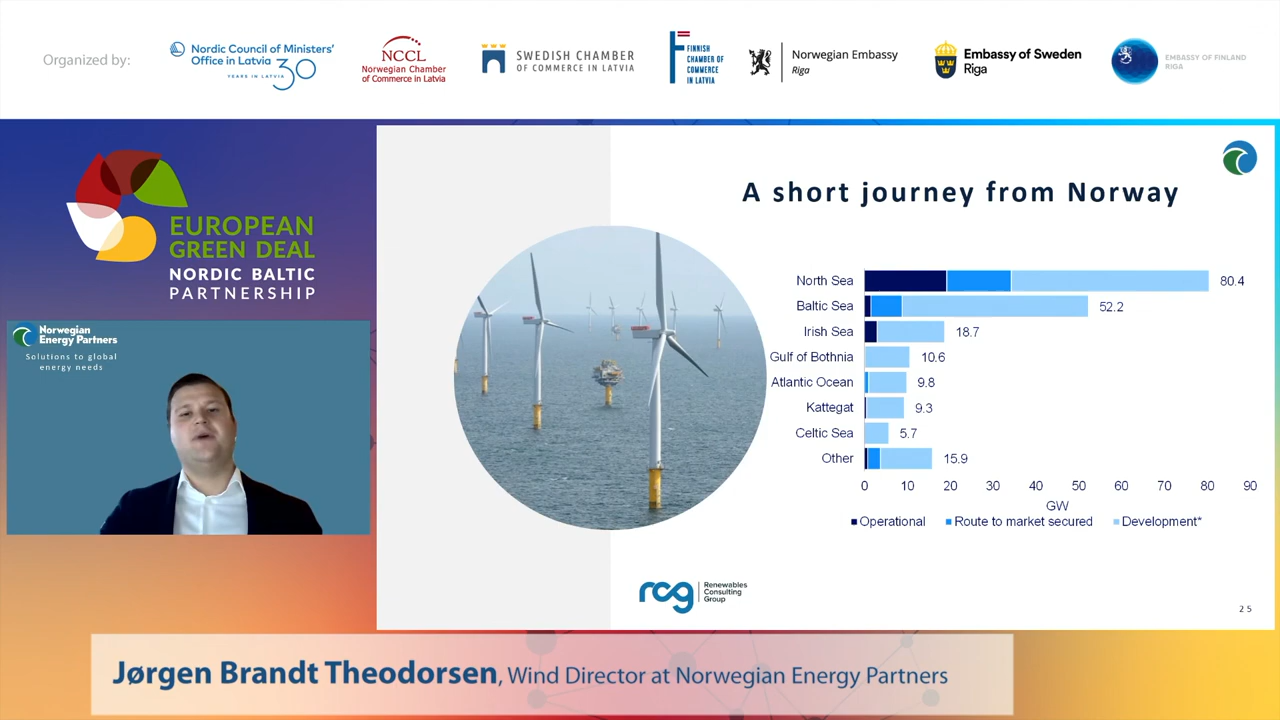 Organized by:
Nordic Council of Ministers'
Office in Latvia
YEARS IN LATVIA 30
NCCL
Norwegian Chamber
of Commerce in Latvia
SWEDISH CHAMBER
OF COMMERCE IN LATVIA
FINNISH
CHAMBER OF
COMMERCE
IN LATVIA
Norwegian Embassy
Riga
Embassy of Sweden
Riga
EMBASSY OF FINLAND
RIGA
EUROPEAN
GREEN DEAL
NORDIC BALTIC
PARTNERSHIP
Norwegian
Energy Partners
Solutions to global
energy needs
A short journey from Norway
North Sea 80.4
Baltic Sea 52.2
Irish Sea 18.7
Gulf of Bothnia 10.6
Atlantic Ocean 9.8
Kattegat 9.3
Celtic Sea 5.7
Other 15.9
0 10 20 30 40 50 60 70 80 90
GW
Operational Route to market secured Development*
rcg
Renewables
Consulting
Group
25
Jørgen Brandt Theodorsen, Wind Director at Norwegian Energy Partners